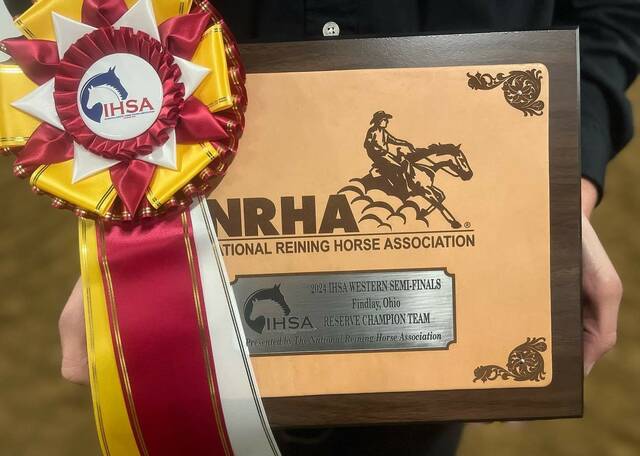 IHSA
NRHA
®
NATIONAL REINING HORSE ASSOCIATION
2024 IHSA WESTERN SEMI-FINALS
Findlay, Ohio
IHSA
RESERVE CHAMPION TEAM
Presented by The National Reining Horse Association